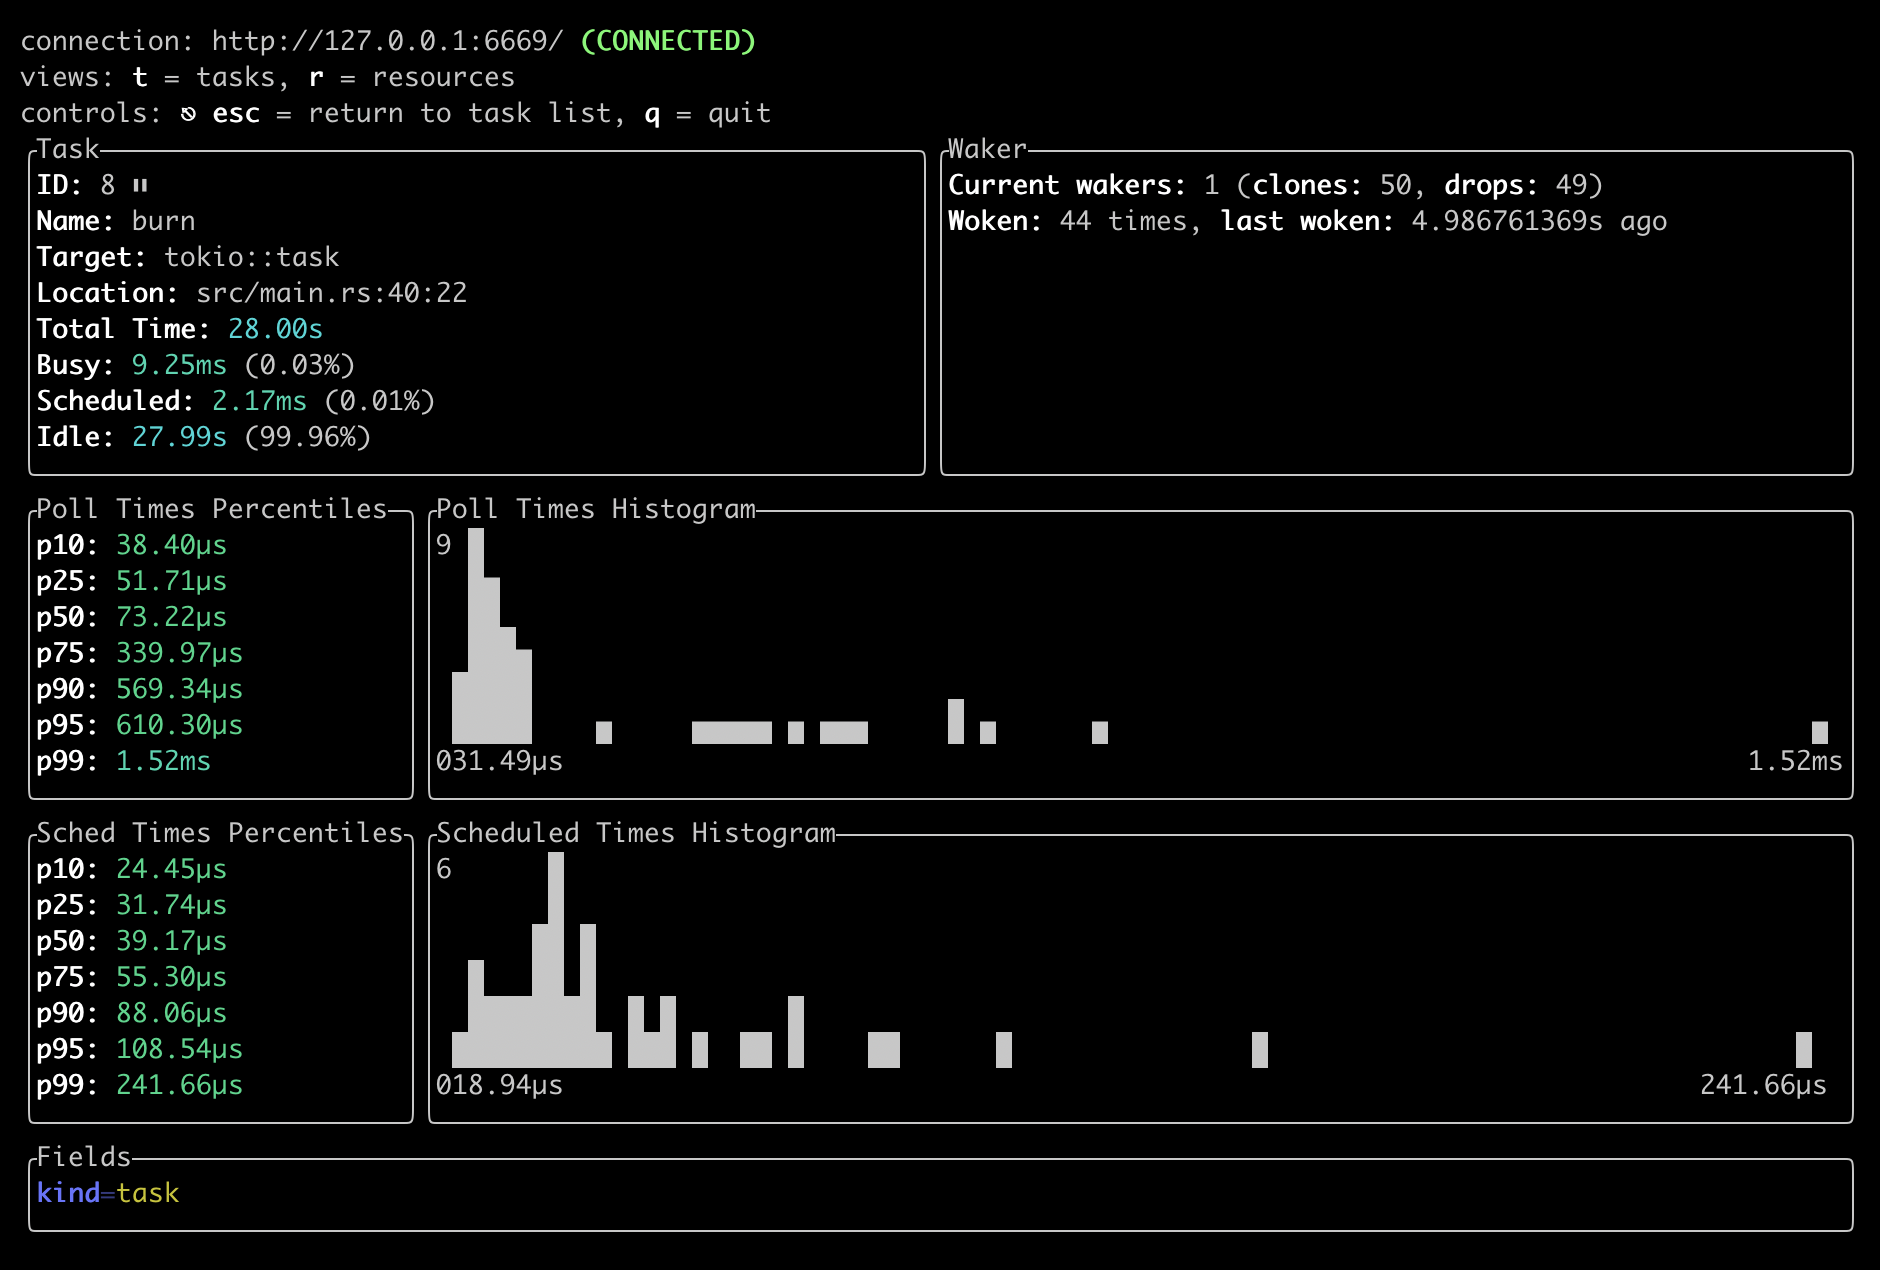 connection: http://127.0.0.1:6669/ (CONNECTED)
views: t = tasks, r = resources
controls: ⎋ esc = return to task list, q = quit
Task
ID: 8 ⏸
Name: burn
Target: tokio::task
Location: src/main.rs:40:22
Total Time: 28.00s
Busy: 9.25ms (0.03%)
Scheduled: 2.17ms (0.01%)
Idle: 27.99s (99.96%)
Waker
Current wakers: 1 (clones: 50, drops: 49)
Woken: 44 times, last woken: 4.986761369s ago
Poll Times Percentiles
p10: 38.40µs
p25: 51.71µs
p50: 73.22µs
p75: 339.97µs
p90: 569.34µs
p95: 610.30µs
p99: 1.52ms
Poll Times Histogram
9
031.49µs 1.52ms
Sched Times Percentiles
p10: 24.45µs
p25: 31.74µs
p50: 39.17µs
p75: 55.30µs
p90: 88.06µs
p95: 108.54µs
p99: 241.66µs
Scheduled Times Histogram
6
018.94µs 241.66µs
Fields
kind=task